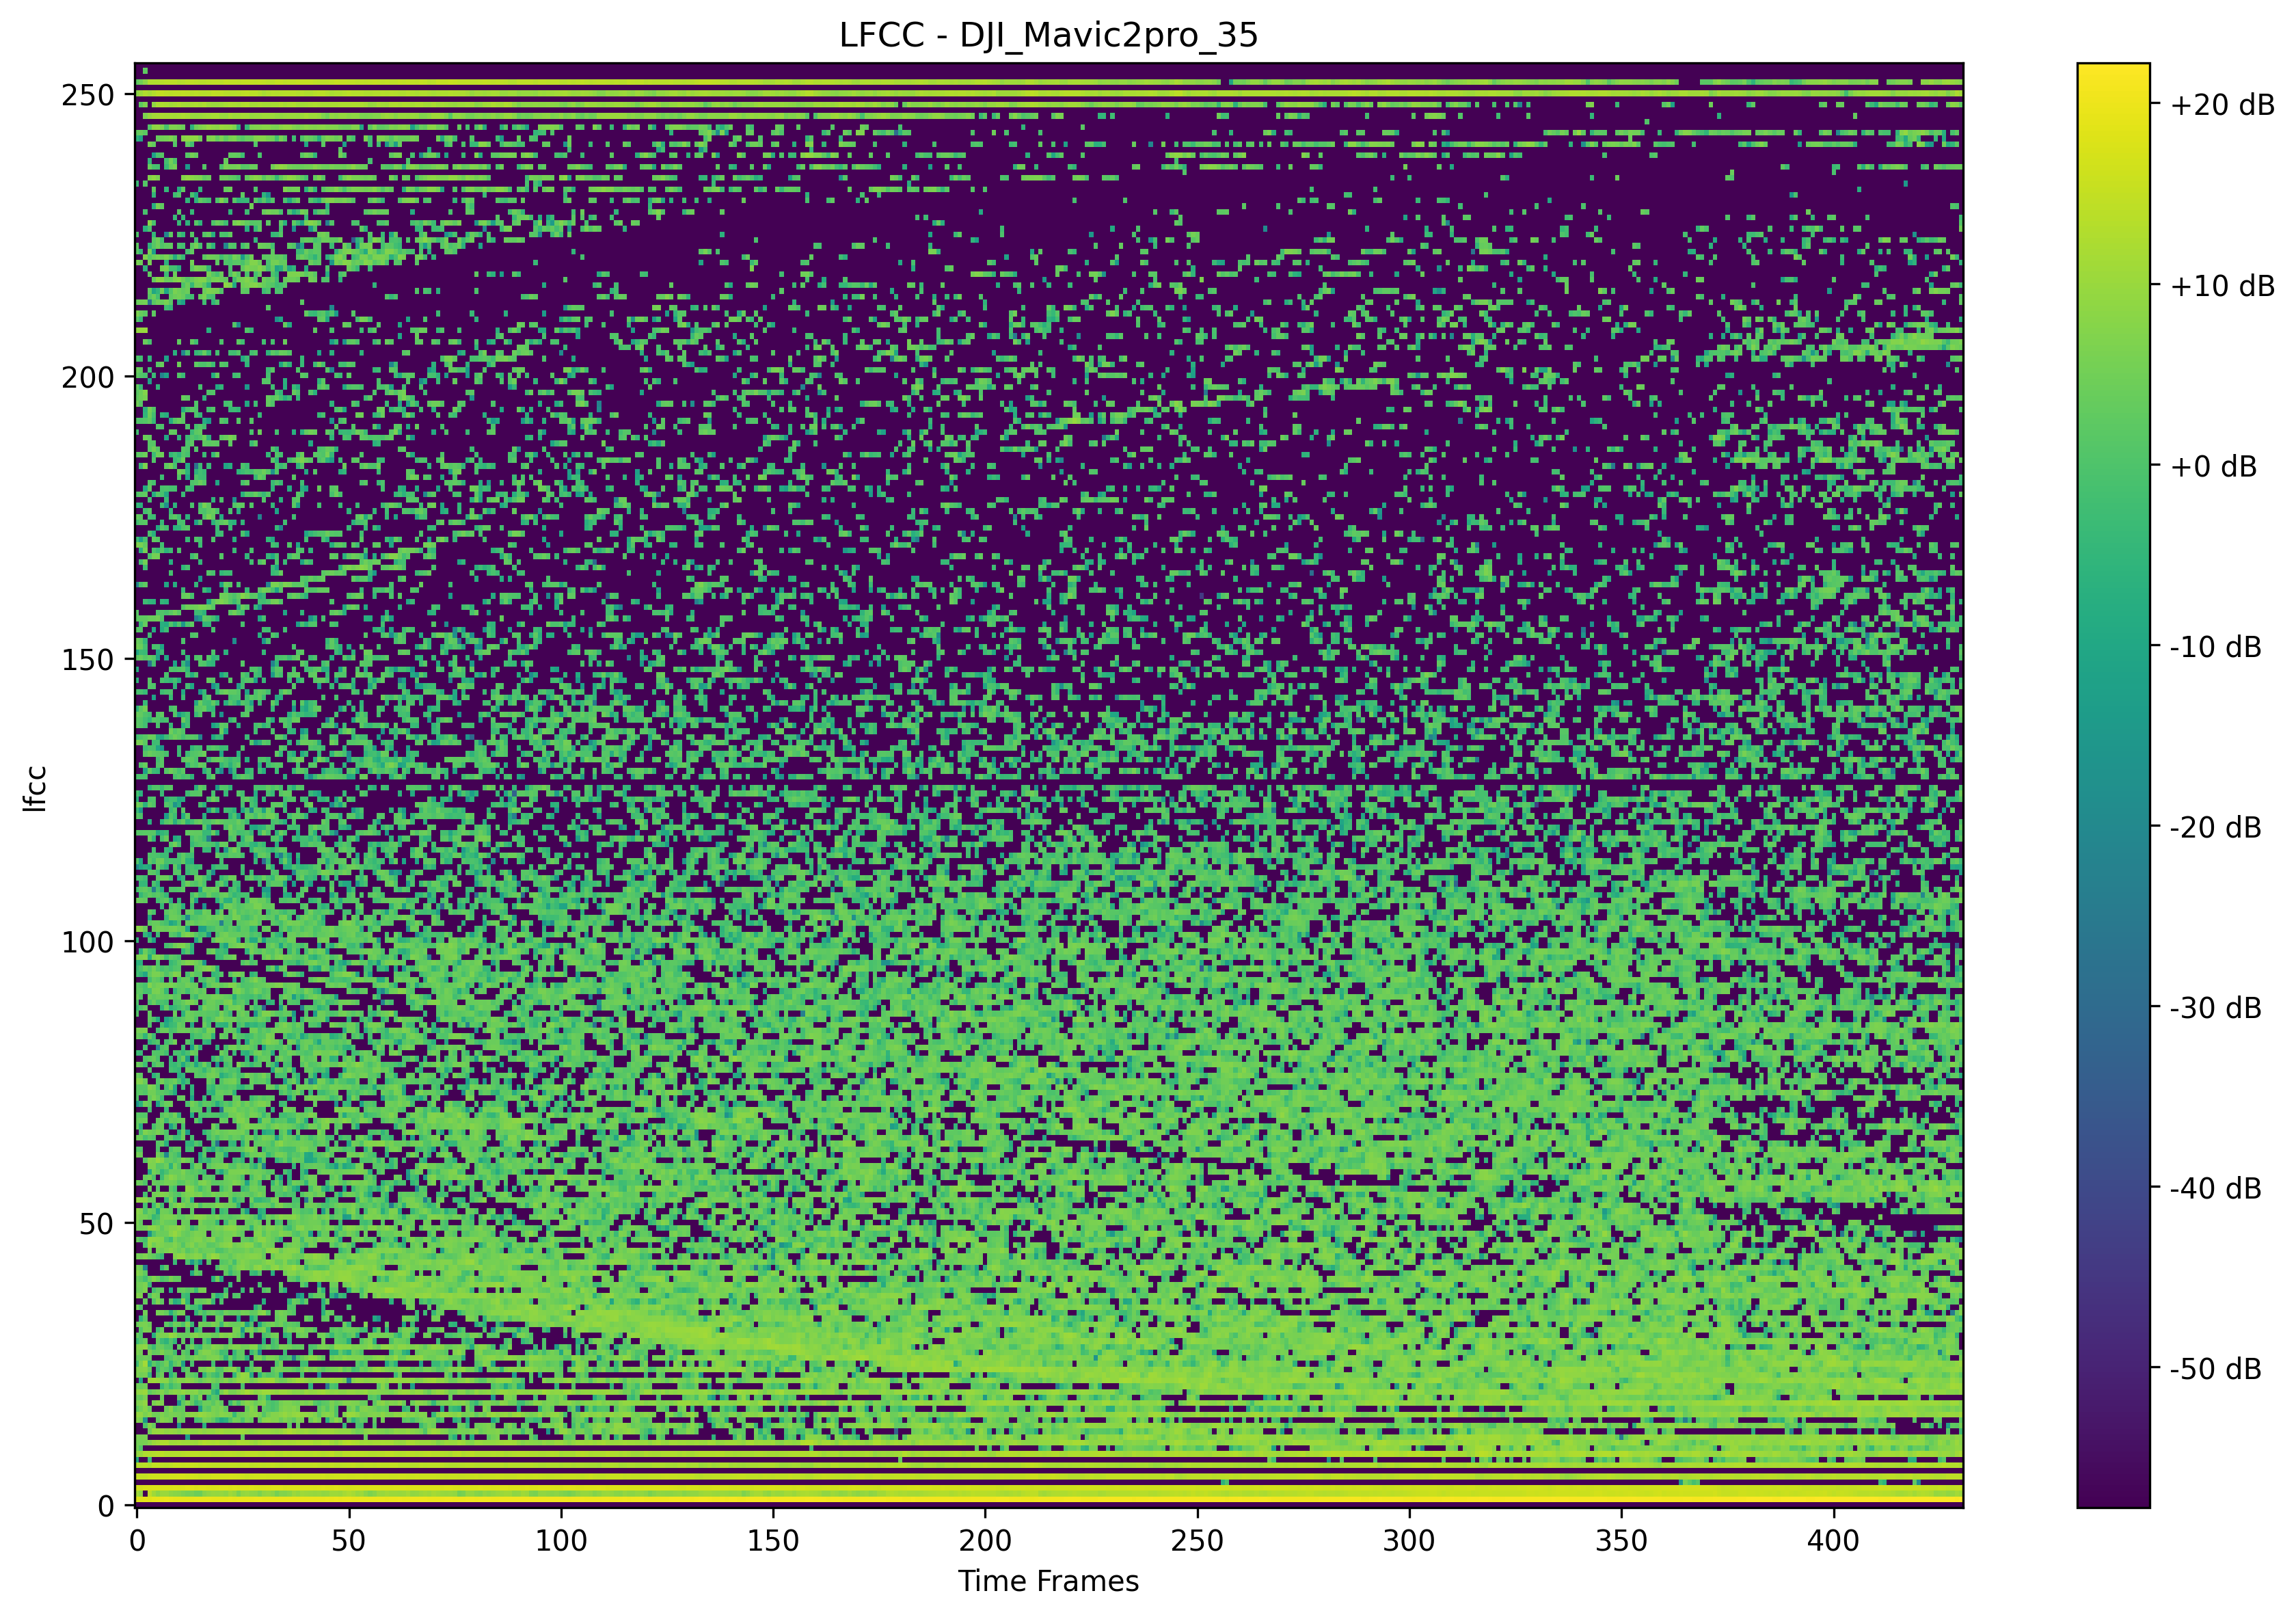 LFCC - DJI_Mavic2pro_35
lfcc
250
200
150
100
50
0
0 50 100 150 200 250 300 350 400
Time Frames
+20 dB
+10 dB
+0 dB
-10 dB
-20 dB
-30 dB
-40 dB
-50 dB